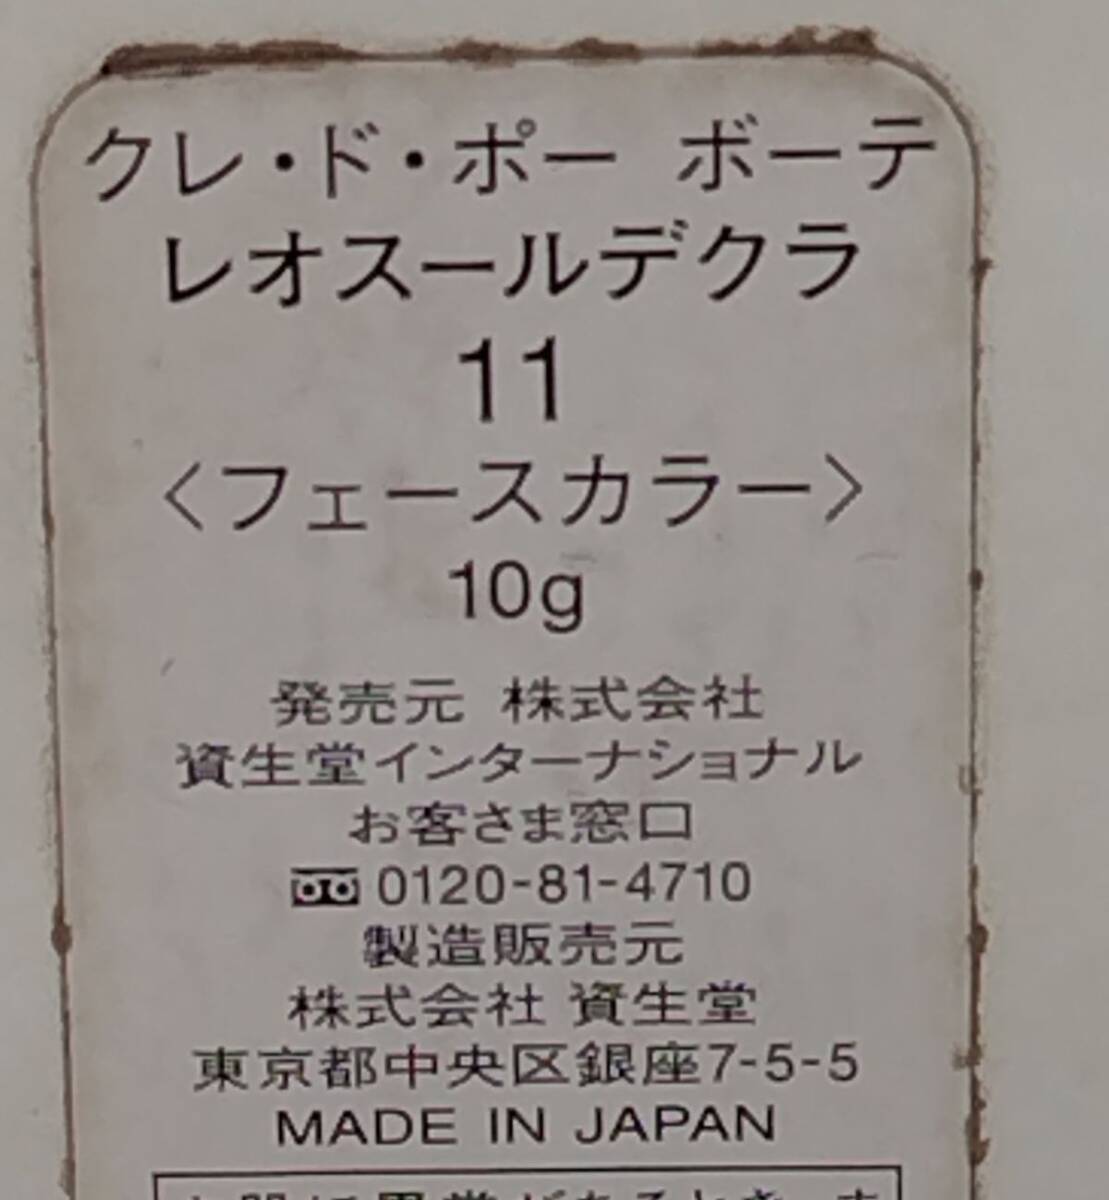 クレ・ド・ポー ボーテ
レオスールデクラ
11
〈フェースカラー〉
10g
発売元 株式会社
資生堂インターナショナル
お客さま窓口
0120-81-4710
製造販売元
株式会社 資生堂
東京都中央区銀座7-5-5
MADE IN JAPAN